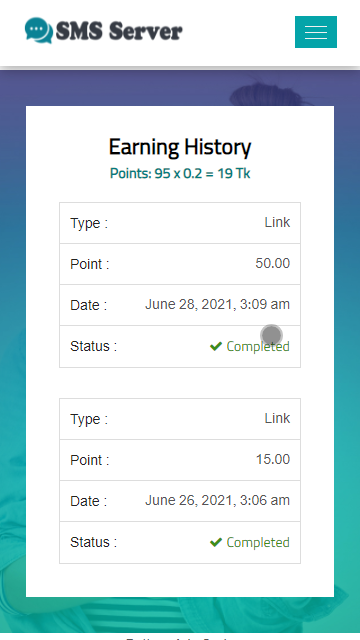 SMS Server
Earning History
Points: 95 x 0.2 = 19 Tk
Type : Link
Point : 50.00
Date : June 28, 2021, 3:09 am
Status : Completed
Type : Link
Point : 15.00
Date : June 26, 2021, 3:06 am
Status : Completed